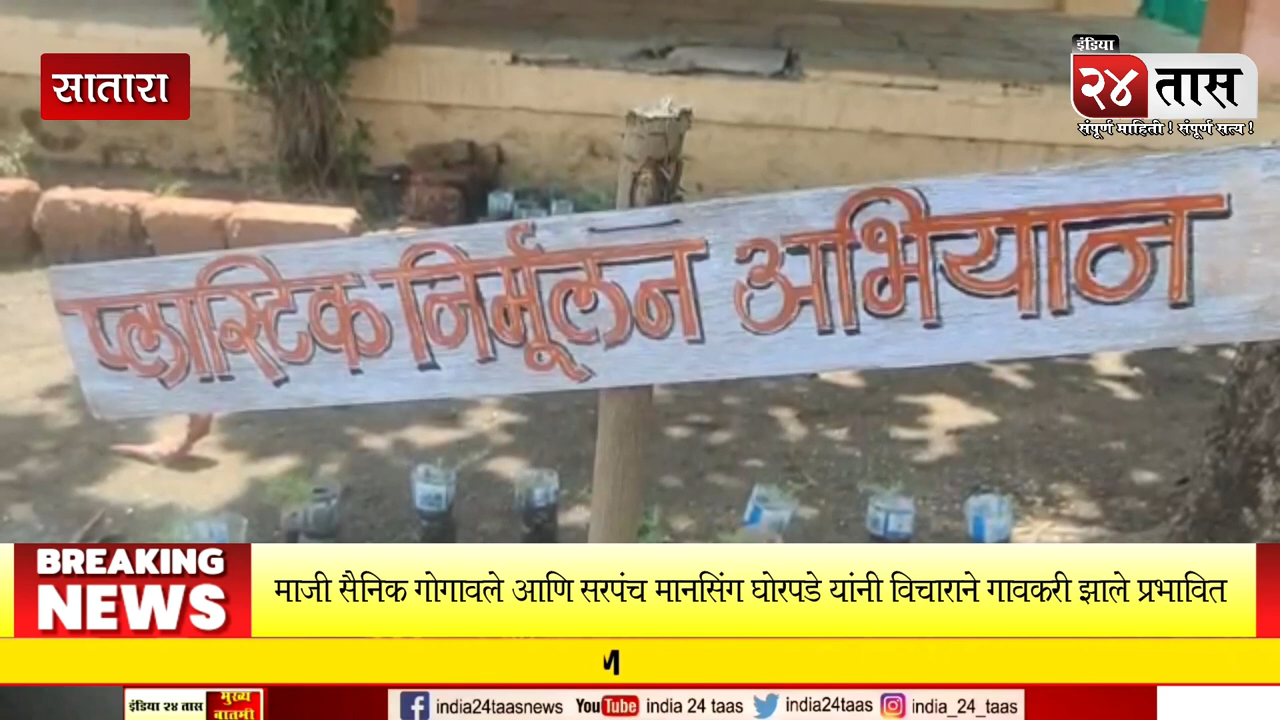 सातारा
इंडिया
२४ तास
संपूर्ण माहिती ! संपूर्ण सत्य !
प्लास्टिक निर्मूलन अभियान
BREAKING
NEWS
माजी सैनिक गोगावले आणि सरपंच मानसिंग घोरपडे यांनी विचाराने गावकरी झाले प्रभावित
इंडिया २४ तास
मुख्य
बातमी
india24taasnews
YouTube india 24 taas
india24taas
india_24_taas